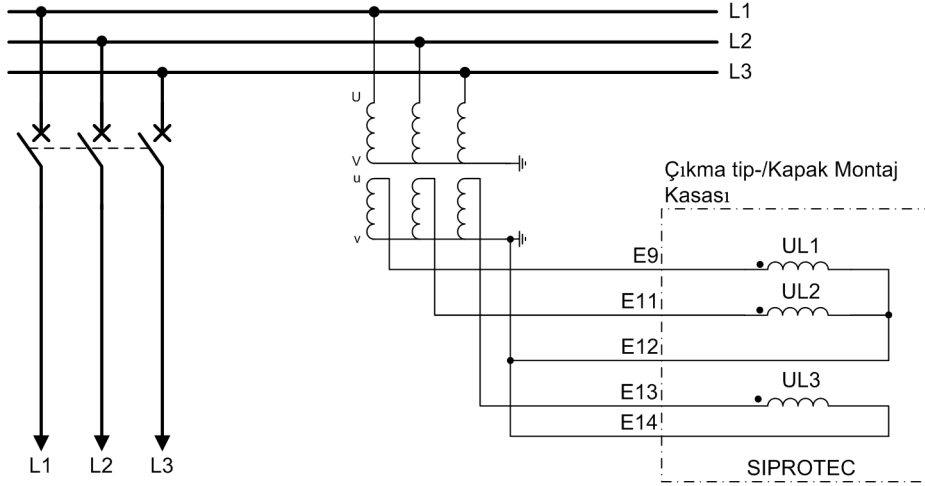 L1
L2
L3
U
V
u
v
Çıkma tip-/Kapak Montaj
Kasası
E9
UL1
E11
UL2
E12
E13
UL3
E14
L1 L2 L3
SIPROTEC